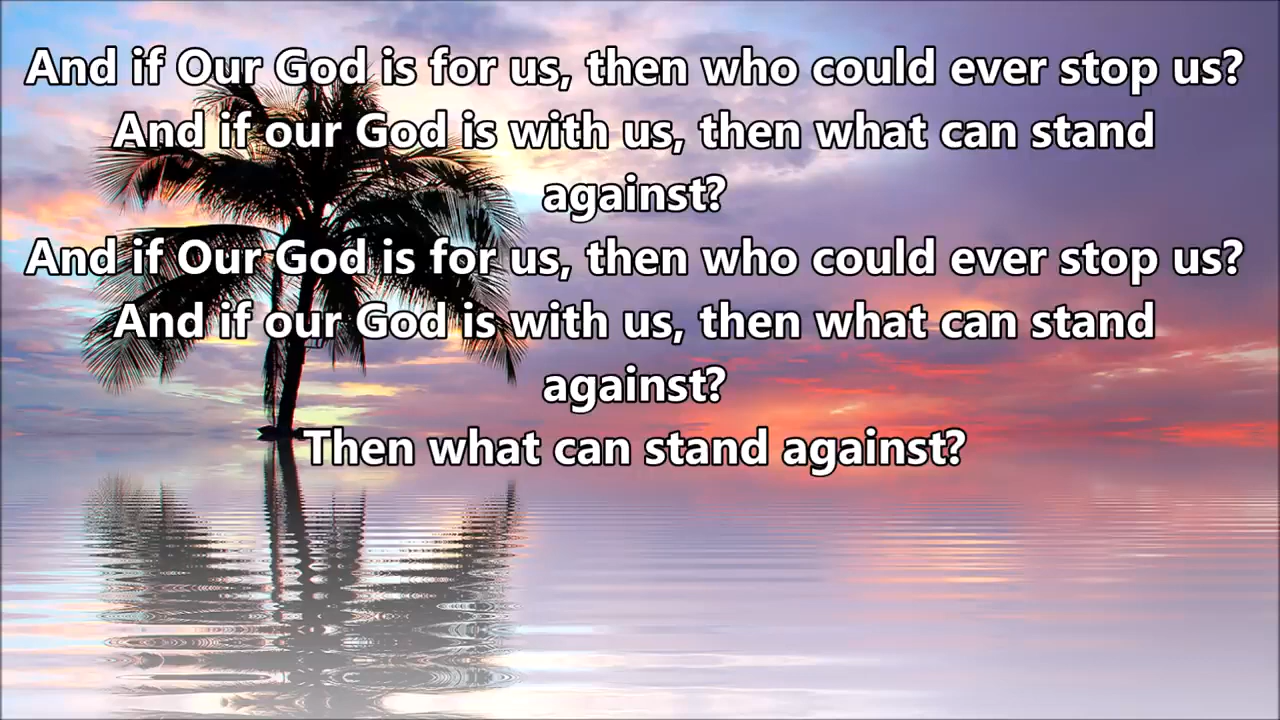 And if Our God is for us, then who could ever stop us?
And if our God is with us, then what can stand
against?
And if Our God is for us, then who could ever stop us?
And if our God is with us, then what can stand
against?
Then what can stand against?